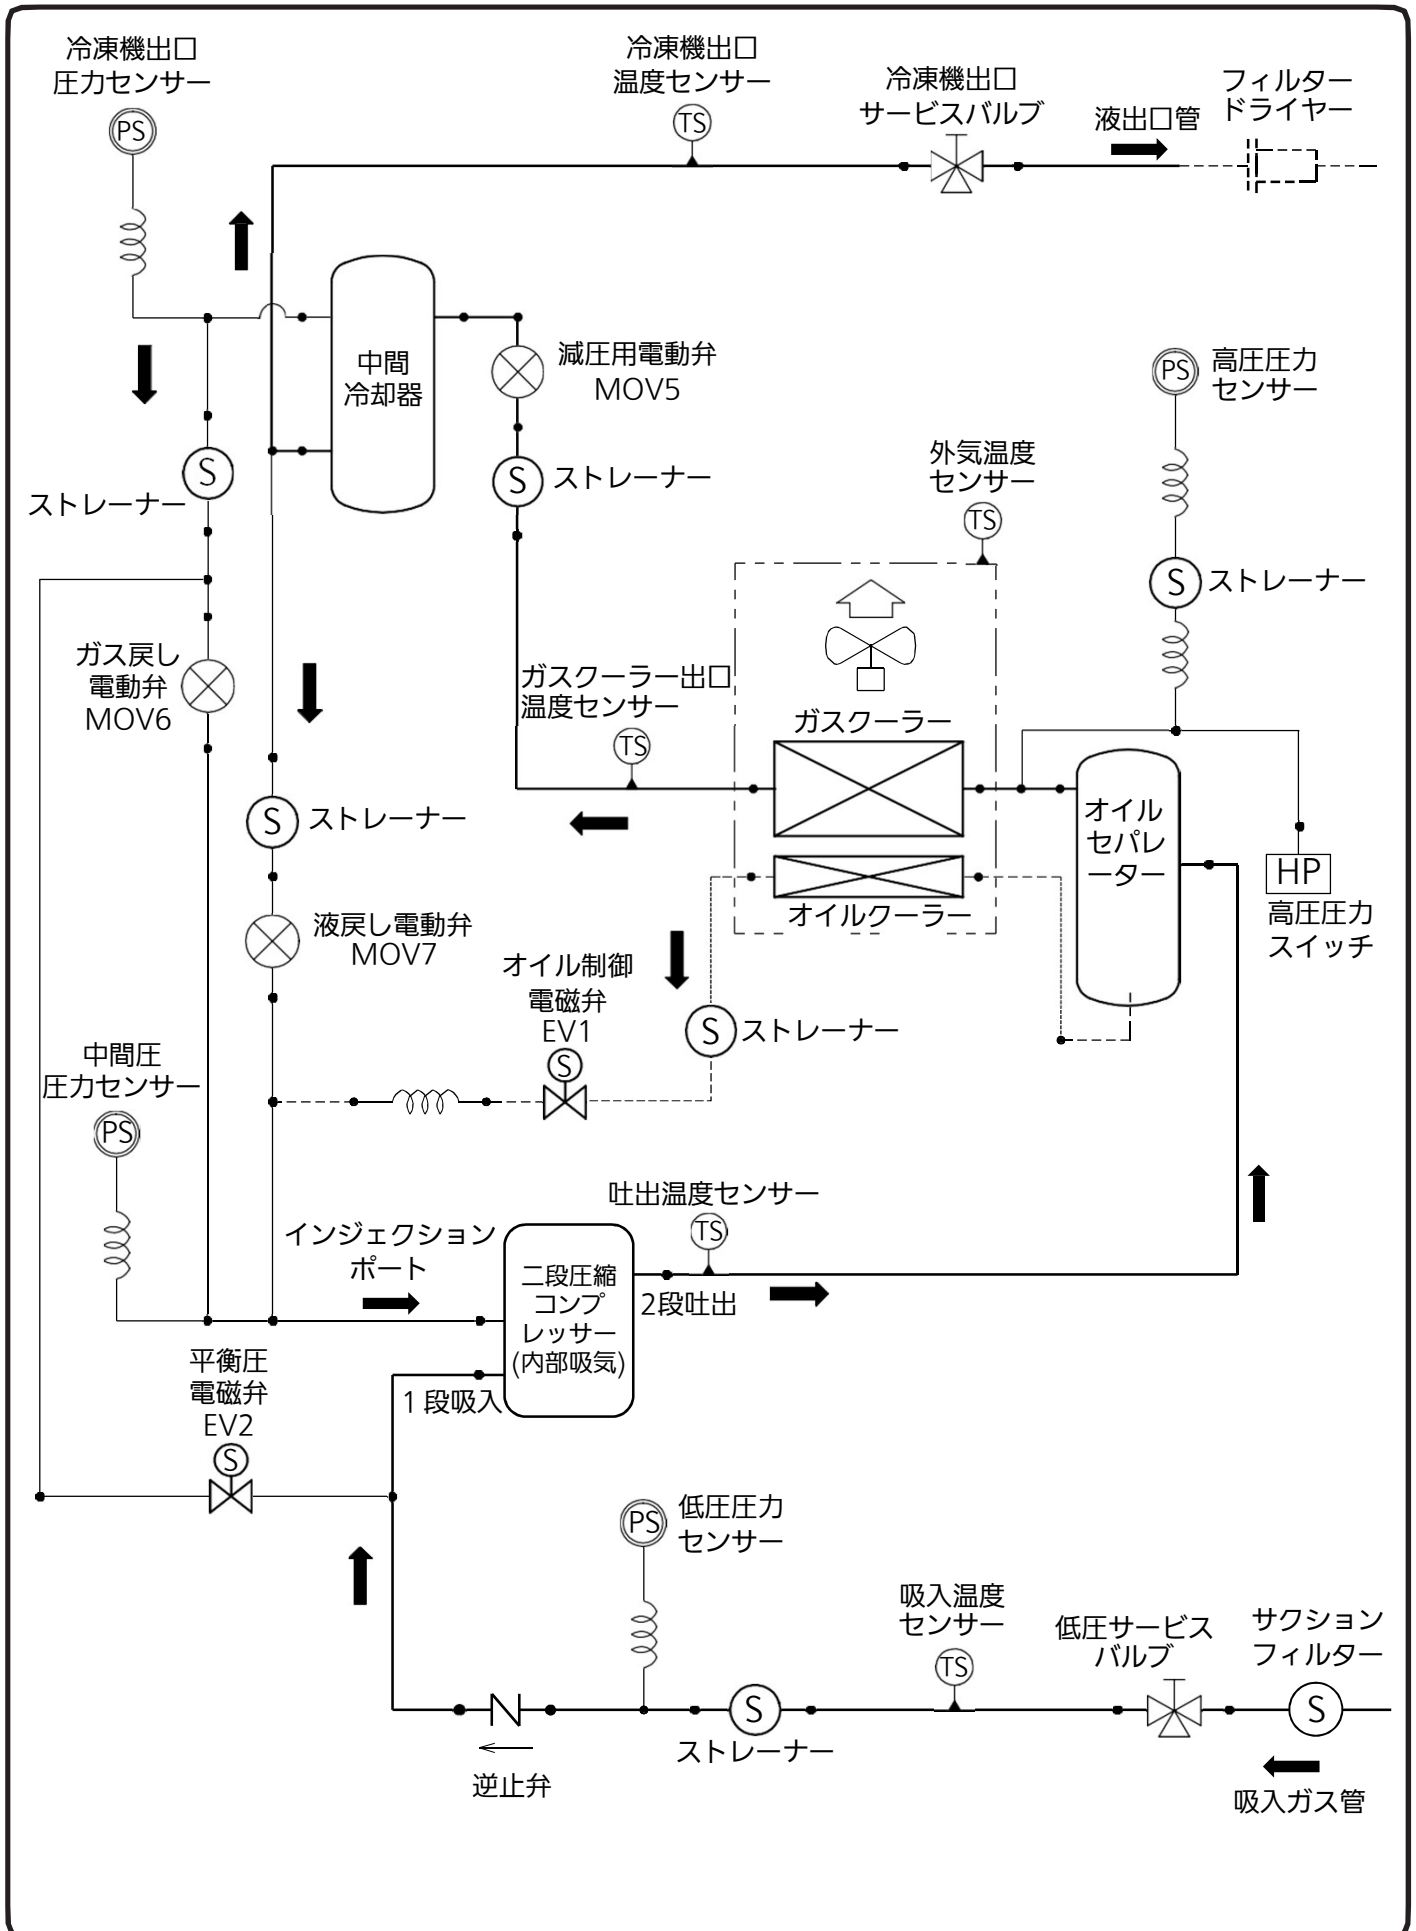 冷凍機出口
圧力センサー
PS
冷凍機出口
温度センサー
TS
冷凍機出口
サービスバルブ
液出口管
フィルター
ドライヤー
中間
冷却器
減圧用電動弁
MOV5
S
ストレーナー
S
ストレーナー
PS
高圧圧力
センサー
外気温度
センサー
TS
S
ストレーナー
ガス戻し
電動弁
MOV6
ガスクーラー出口
温度センサー
TS
ガスクーラー
オイルクーラー
オイル
セパレ
ーター
HP
高圧圧力
スイッチ
S
ストレーナー
液戻し電動弁
MOV7
オイル制御
電磁弁
EV1
S
S
ストレーナー
中間圧
圧力センサー
PS
吐出温度センサー
TS
インジェクション
ポート
二段圧縮
コンプ
レッサー
(内部吸気)
2段吐出
1段吸入
平衡圧
電磁弁
EV2
S
PS
低圧圧力
センサー
吸入温度
センサー
TS
低圧サービス
バルブ
サクション
フィルター
S
S
ストレーナー
逆止弁
吸入ガス管